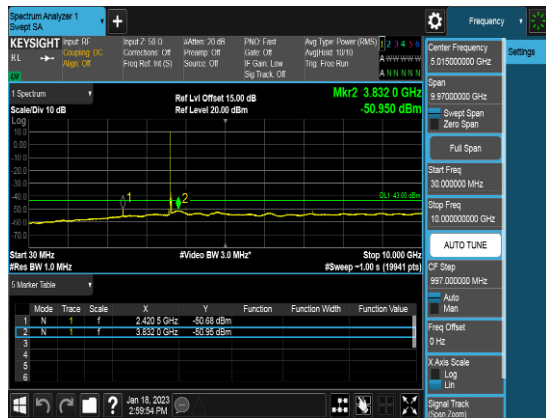 Spectrum Analyzer 1
Swept SA
Frequency
KEYSIGHT
RL
Input: RF
Coupling: DC
Align: Off
Input Z: 50 Ω
Corrections: Off
Freq Ref: Int (S)
#Atten: 20 dB
Preamp: Off
Source: Off
PNO: Fast
Gate: Off
IF Gain: Low
Sig Track: Off
Avg Type: Power (RMS)
Avg|Hold: 10/10
Trig: Free Run
1 2 3 4 5 6
A W W W W W
A N N N N N
1 Spectrum
Scale/Div 10 dB
Ref Lvl Offset 15.00 dB
Ref Level 20.00 dBm
Mkr2 3.832 0 GHz
-50.950 dBm
Log
10.0
0.00
-10.0
-20.0
-30.0
-40.0
-50.0
-60.0
-70.0
1
2
DL1 -43.00 dBm
Start 30 MHz
#Res BW 1.0 MHz
#Video BW 3.0 MHz*
Stop 10.000 GHz
#Sweep ~1.00 s (19941 pts)
5 Marker Table
Mode Trace Scale X Y Function Function Width Function Value
1 N 1 f 2.420 5 GHz -50.68 dBm
2 N 1 f 3.832 0 GHz -50.95 dBm
3
4
5
6
Jan 18, 2023
2:59:54 PM
Center Frequency
5.015000000 GHz
Settings
Span
9.97000000 GHz
Swept Span
Zero Span
Full Span
Start Freq
30.000000 MHz
Stop Freq
10.000000000 GHz
AUTO TUNE
CF Step
997.000000 MHz
Auto
Man
Freq Offset
0 Hz
X Axis Scale
Log
Lin
Signal Track
(Span Zoom)